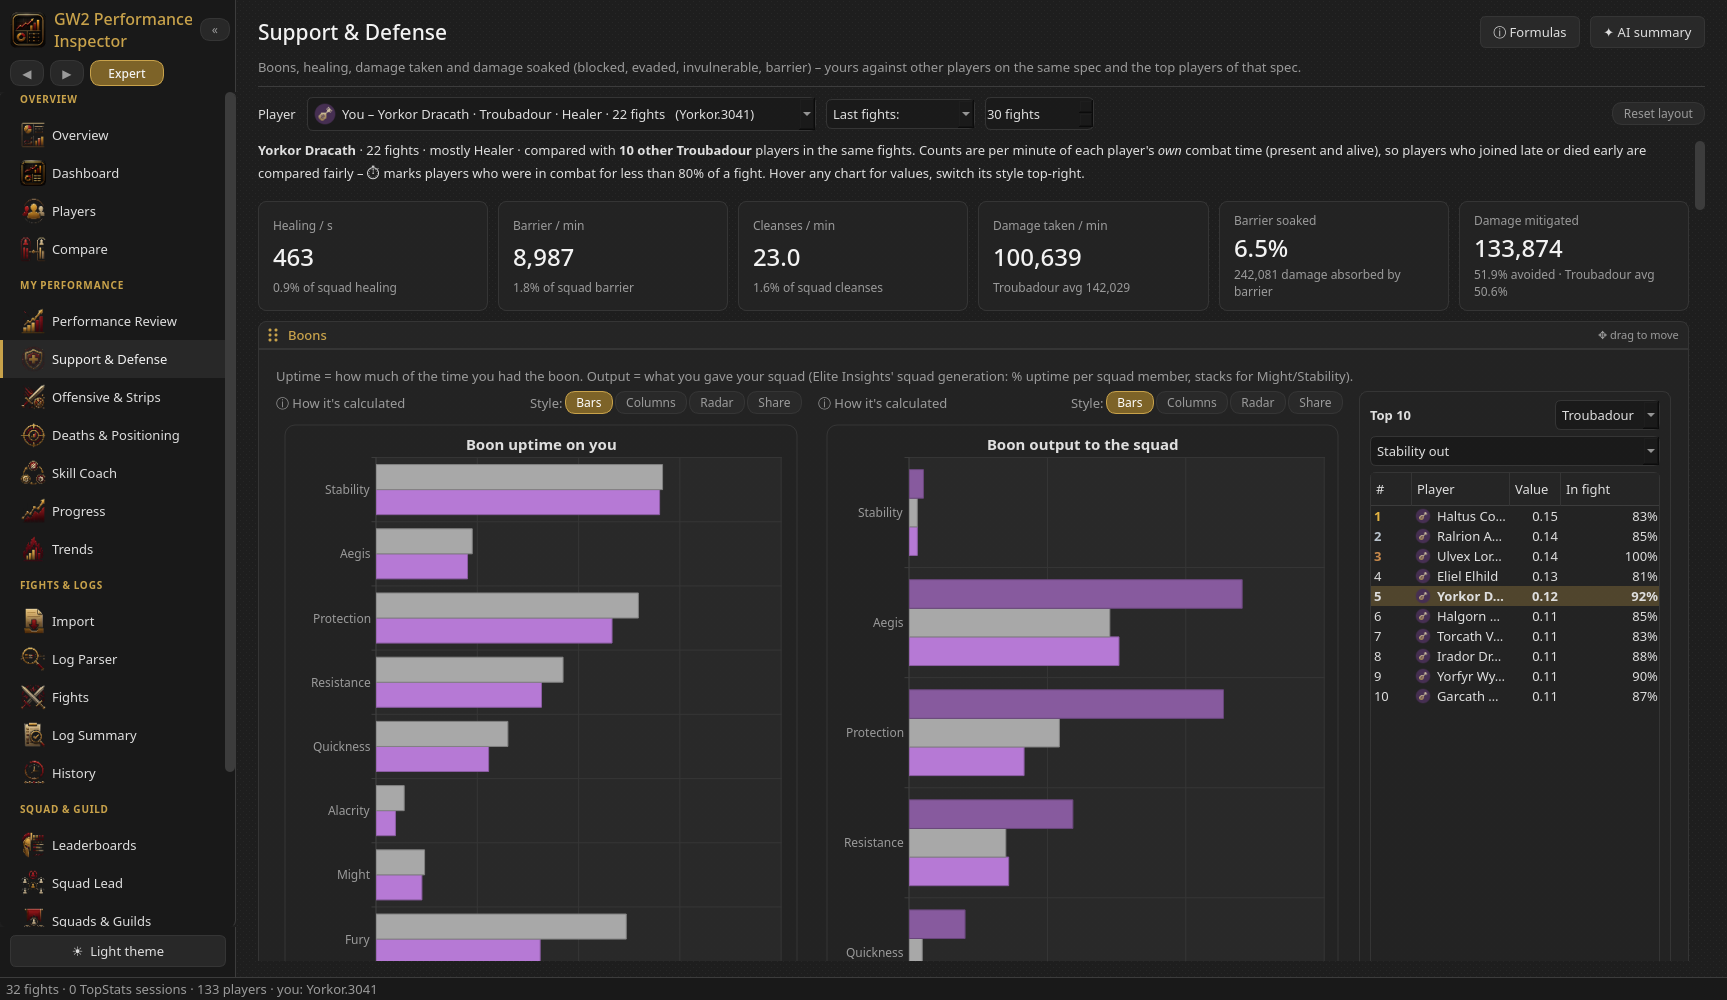 GW2 Performance
Inspector
«
◀ ▶ Expert
OVERVIEW
Overview
Dashboard
Players
Compare
MY PERFORMANCE
Performance Review
Support & Defense
Offensive & Strips
Deaths & Positioning
Skill Coach
Progress
Trends
FIGHTS & LOGS
Import
Log Parser
Fights
Log Summary
History
SQUAD & GUILD
Leaderboards
Squad Lead
Squads & Guilds
☀ Light theme
Support & Defense
ⓘ Formulas
✦ AI summary
Boons, healing, damage taken and damage soaked (blocked, evaded, invulnerable, barrier) – yours against other players on the same spec and the top players of that spec.
Player
You – Yorkor Dracath · Troubadour · Healer · 22 fights (Yorkor.3041)
Last fights:
30 fights
Reset layout
Yorkor Dracath · 22 fights · mostly Healer · compared with 10 other Troubadour players in the same fights. Counts are per minute of each player's own combat time (present and alive), so players who joined late or died early are
compared fairly – ⏱ marks players who were in combat for less than 80% of a fight. Hover any chart for values, switch its style top-right.
Healing / s
463
0.9% of squad healing
Barrier / min
8,987
1.8% of squad barrier
Cleanses / min
23.0
1.6% of squad cleanses
Damage taken / min
100,639
Troubadour avg 142,029
Barrier soaked
6.5%
242,081 damage absorbed by
barrier
Damage mitigated
133,874
51.9% avoided · Troubadour avg
50.6%
Boons
✥ drag to move
Uptime = how much of the time you had the boon. Output = what you gave your squad (Elite Insights' squad generation: % uptime per squad member, stacks for Might/Stability).
ⓘ How it's calculated
Style: Bars Columns Radar Share
Boon uptime on you
Stability
Aegis
Protection
Resistance
Quickness
Alacrity
Might
Fury
ⓘ How it's calculated
Style: Bars Columns Radar Share
Boon output to the squad
Stability
Aegis
Protection
Resistance
Quickness
Top 10
Troubadour
Stability out
# Player Value In fight
1 Haltus Co... 0.15 83%
2 Ralrion A... 0.14 85%
3 Ulvex Lor... 0.14 100%
4 Eliel Elhild 0.13 81%
5 Yorkor D... 0.12 92%
6 Halgorn ... 0.11 85%
7 Torcath V... 0.11 83%
8 Irador Dr... 0.11 88%
9 Yorfyr Wy... 0.11 90%
10 Garcath ... 0.11 87%
32 fights · 0 TopStats sessions · 133 players · you: Yorkor.3041